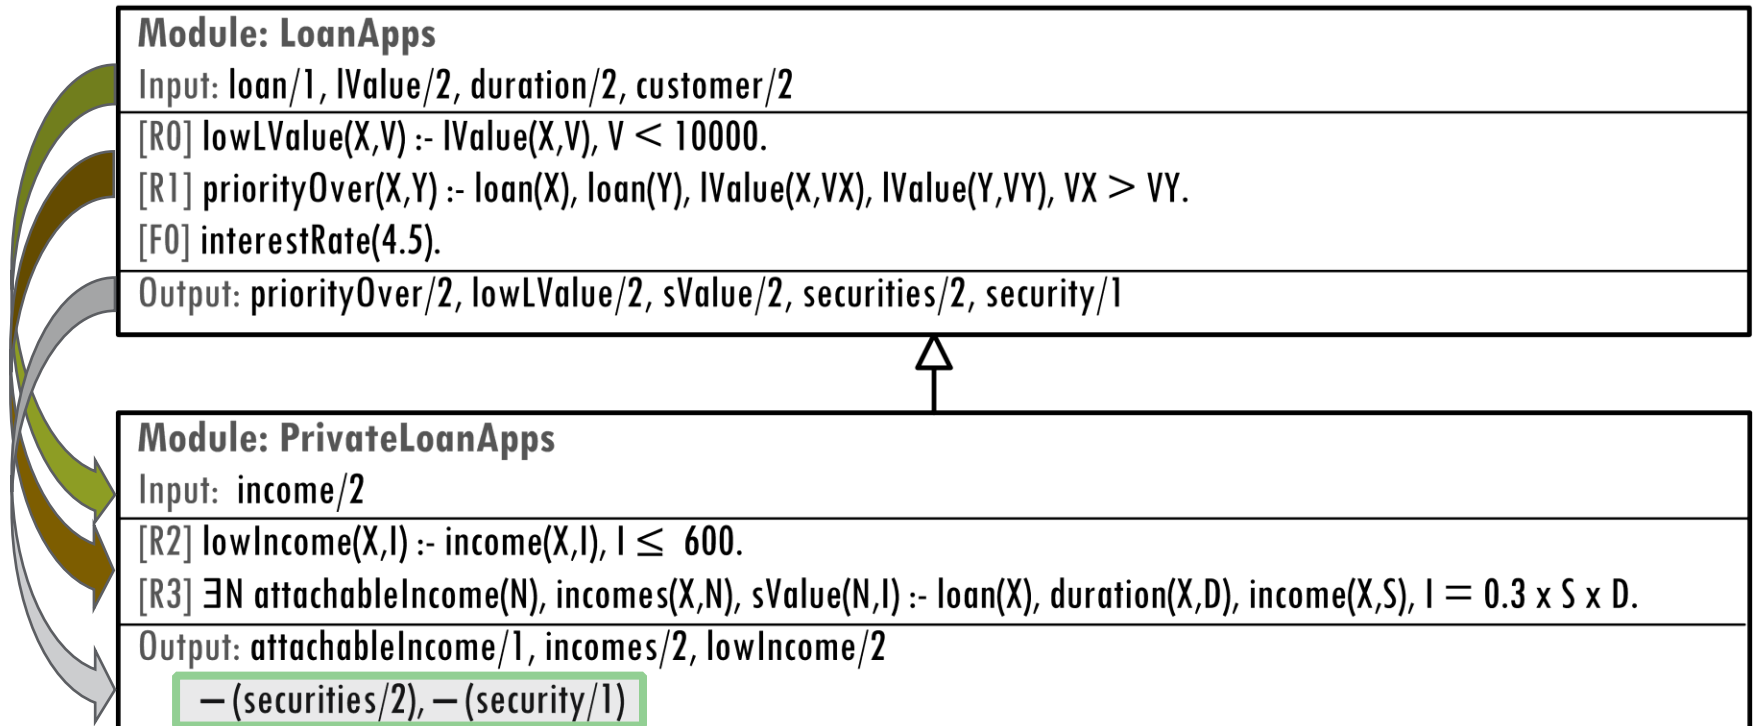 Module: LoanApps
Input: loan/1, lValue/2, duration/2, customer/2
[R0] lowLValue(X,V) :- lValue(X,V), V < 10000.
[R1] priorityOver(X,Y) :- loan(X), loan(Y), lValue(X,VX), lValue(Y,VY), VX > VY.
[F0] interestRate(4.5).
Output: priorityOver/2, lowLValue/2, sValue/2, securities/2, security/1
Module: PrivateLoanApps
Input: income/2
[R2] lowIncome(X,I) :- income(X,I), I ≤ 600.
[R3] ∃N attachableIncome(N), incomes(X,N), sValue(N,I) :- loan(X), duration(X,D), income(X,S), I = 0.3 x S x D.
Output: attachableIncome/1, incomes/2, lowIncome/2
– (securities/2), – (security/1)